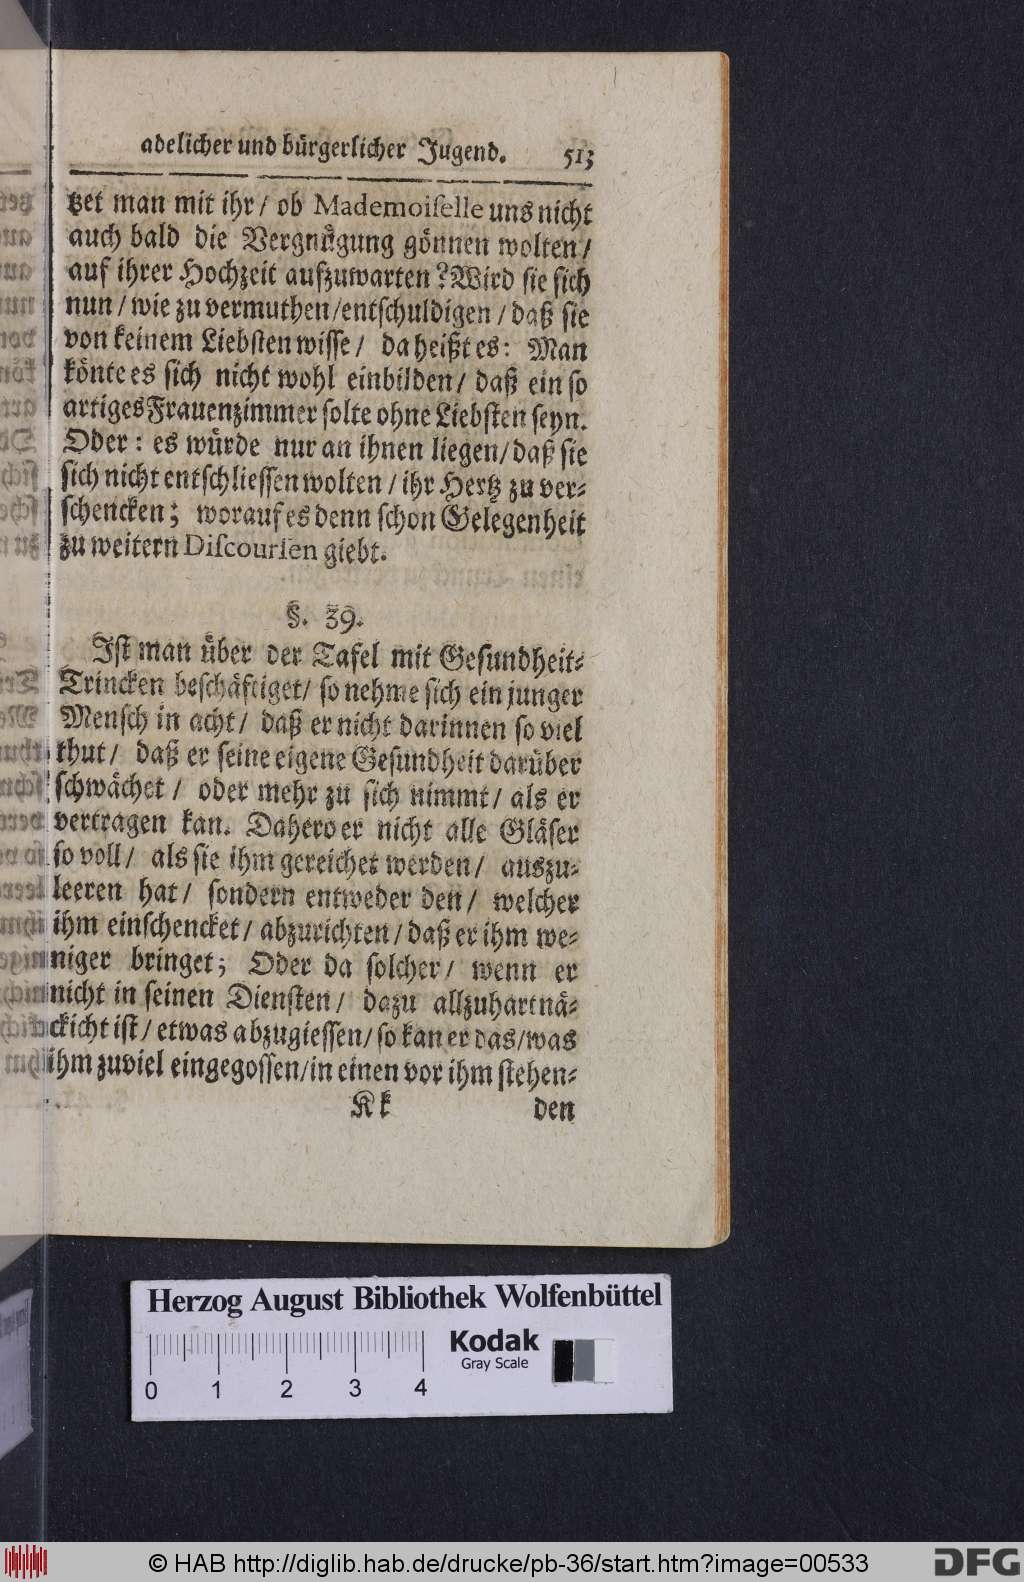 adelicher und bürgerlicher Jugend. 513
tzet man mit ihr/ ob Mademoiſelle uns nicht
auch bald die Vergnügung gönnen wolten/
auf ihrer Hochzeit aufzuwarten? Wird ſie ſich
nun/ wie zu vermuthen/ entſchuldigen/ daß ſie
von keinem Liebſten wiſſe/ da heißt es: Man
könte es ſich nicht wohl einbilden/ daß ein ſo
artiges Frauenzimmer ſolte ohne Liebſten ſeyn.
Oder: es würde nur an ihnen liegen/ daß ſie
ſich nicht entſchlieſſen wolten/ ihr Hertz zu ver-
ſchencken; worauf es denn ſchon Gelegenheit
zu weitern Diſcourſen giebt.
§. 39.
Iſt man über der Tafel mit Geſundheit-
Trincken beſchäftiget/ ſo nehme ſich ein junger
Menſch in acht/ daß er nicht darinnen ſo viel
thut/ daß er ſeine eigene Geſundheit darüber
ſchwächet/ oder mehr zu ſich nimmt/ als er
vertragen kan. Dahero er nicht alle Gläſer
ſo voll/ als ſie ihm gereichet werden/ auszu-
leeren hat/ ſondern entweder den/ welcher
ihm einſchencket/ abzurichten/ daß er ihm we-
niger bringet; Oder da ſolcher/ wenn er
nicht in ſeinen Dienſten/ dazu allzuhartnä-
ckicht iſt/ etwas abzugieſſen/ ſo kan er das/ was
ihm zuviel eingegoſſen/ in einen vor ihm ſtehen-
Kk den
Herzog August Bibliothek Wolfenbüttel
Kodak
Gray Scale
0 1 2 3 4
© HAB http://diglib.hab.de/drucke/pb-36/start.htm?image=00533
DFG